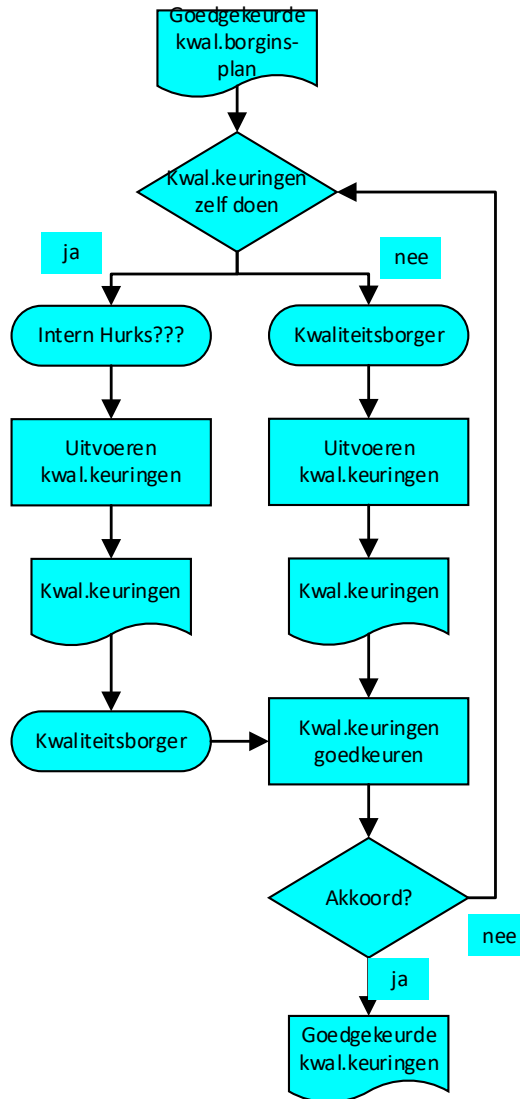 Goedgekeurde
kwal.borgins-
plan
Kwal.keuringen
zelf doen
ja
nee
Intern Hurks???
Kwaliteitsborger
Uitvoeren
kwal.keuringen
Uitvoeren
kwal.keuringen
Kwal.keuringen
Kwal.keuringen
Kwaliteitsborger
Kwal.keuringen
goedkeuren
Akkoord?
nee
ja
Goedgekeurde
kwal.keuringen